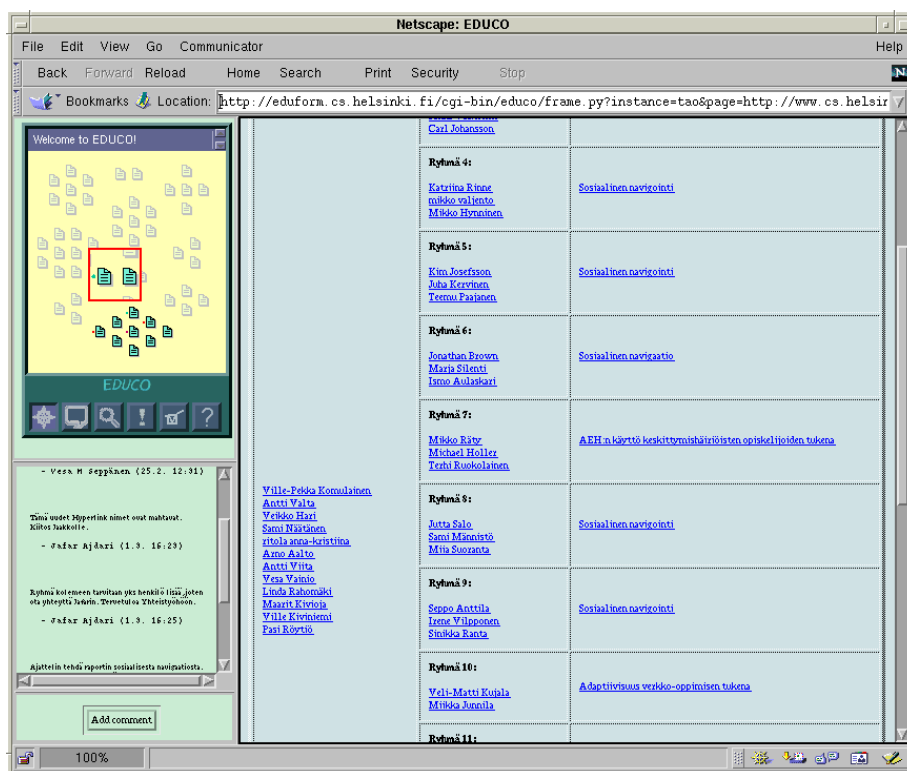 Netscape: EDUCO
File Edit View Go Communicator Help
Back Forward Reload Home Search Print Security Stop
Bookmarks Location: http://eduform.cs.helsinki.fi/cgi-bin/educo/frame.py?instance=tao&page=http://www.cs.helsir
Welcome to EDUCO!
EDUCO
- Vesa M Seppänen (25.2. 12:31)
Tämä uudet Hyperlink nimet ovat mahtavat.
Kiitos Jaakkolle.
- Jafar Ajdari (1.3. 16:23)
Ryhmä kolemeen tarvitaan yks henkilö lisää, joten
ota yhteyttä Jafriin. Tervetuloa Yhteistyöhöön.
- Jafar Ajdari (1.3. 16:25)
Ajattelin tehdä raportin sosiaalisesta navigaatiosta.
Add comment
Ville-Pekka Komulainen
Antti Valta
Veikko Hari
Sami Näätänen
ritola anna-kristiina
Arno Aalto
Antti Viita
Vesa Vainio
Linda Rahomäki
Maarit Kivioja
Ville Kiviniemi
Pasi Röytiö
Carl Johansson
Ryhmä 4:
Katriina Rinne
mikko valjento
Mikko Hynninen
Sosiaalinen navigointi
Ryhmä 5:
Kim Josefsson
Juha Kervinen
Teemu Paajanen
Sosiaalinen navigointi
Ryhmä 6:
Jonathan Brown
Marja Silenti
Ismo Aulaskari
Sosiaalinen navigaatio
Ryhmä 7:
Mikko Räty
Michael Holler
Terhi Ruokolainen
AEH:n käyttö keskittymishäiriöisten opiskelijoiden tukena
Ryhmä 8:
Jutta Salo
Sami Männistö
Miia Suoranta
Sosiaalinen navigointi
Ryhmä 9:
Seppo Anttila
Irene Vilpponen
Sinikka Ranta
Sosiaalinen navigointi
Ryhmä 10:
Veli-Matti Kujala
Miikka Junnila
Adaptiivisuus verkko-oppimisen tukena
Ryhmä 11:
100%